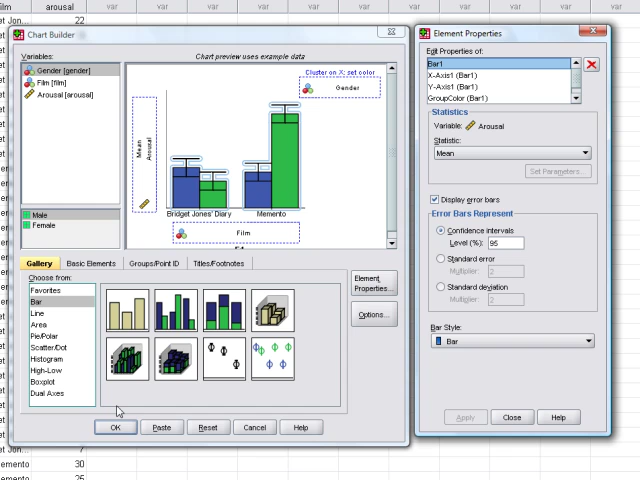 film arousal var var var var var var var var
22
Chart Builder
Variables:
Gender [gender]
Film [film]
Arousal [arousal]
Male
Female
Chart preview uses example data
Cluster on X: set color
Gender
Mean
Arousal
Bridget Jones' Diary Memento
Film
Gallery Basic Elements Groups/Point ID Titles/Footnotes
Choose from:
Favorites
Bar
Line
Area
Pie/Polar
Scatter/Dot
Histogram
High-Low
Boxplot
Dual Axes
Element
Properties...
Options...
OK Paste Reset Cancel Help
et Jon... 7
emento 30
emento 25
Element Properties
Edit Properties of:
Bar1
X-Axis1 (Bar1)
Y-Axis1 (Bar1)
GroupColor (Bar1)
Statistics
Variable: Arousal
Statistic:
Mean
Set Parameters...
Display error bars
Error Bars Represent
Confidence intervals
Level (%): 95
Standard error
Multiplier: 2
Standard deviation
Multiplier: 2
Bar Style:
Bar
Apply Close Help